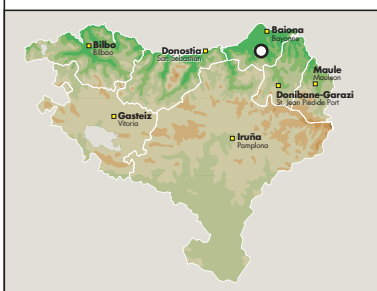 Baiona
Bayonne
Bilbo
Bilbao
Donostia
San Sebastián
Maule
Mauleon
Donibane-Garazi
St. Jean Pied-de Port
Gasteiz
Vitoria
Iruña
Pamplona